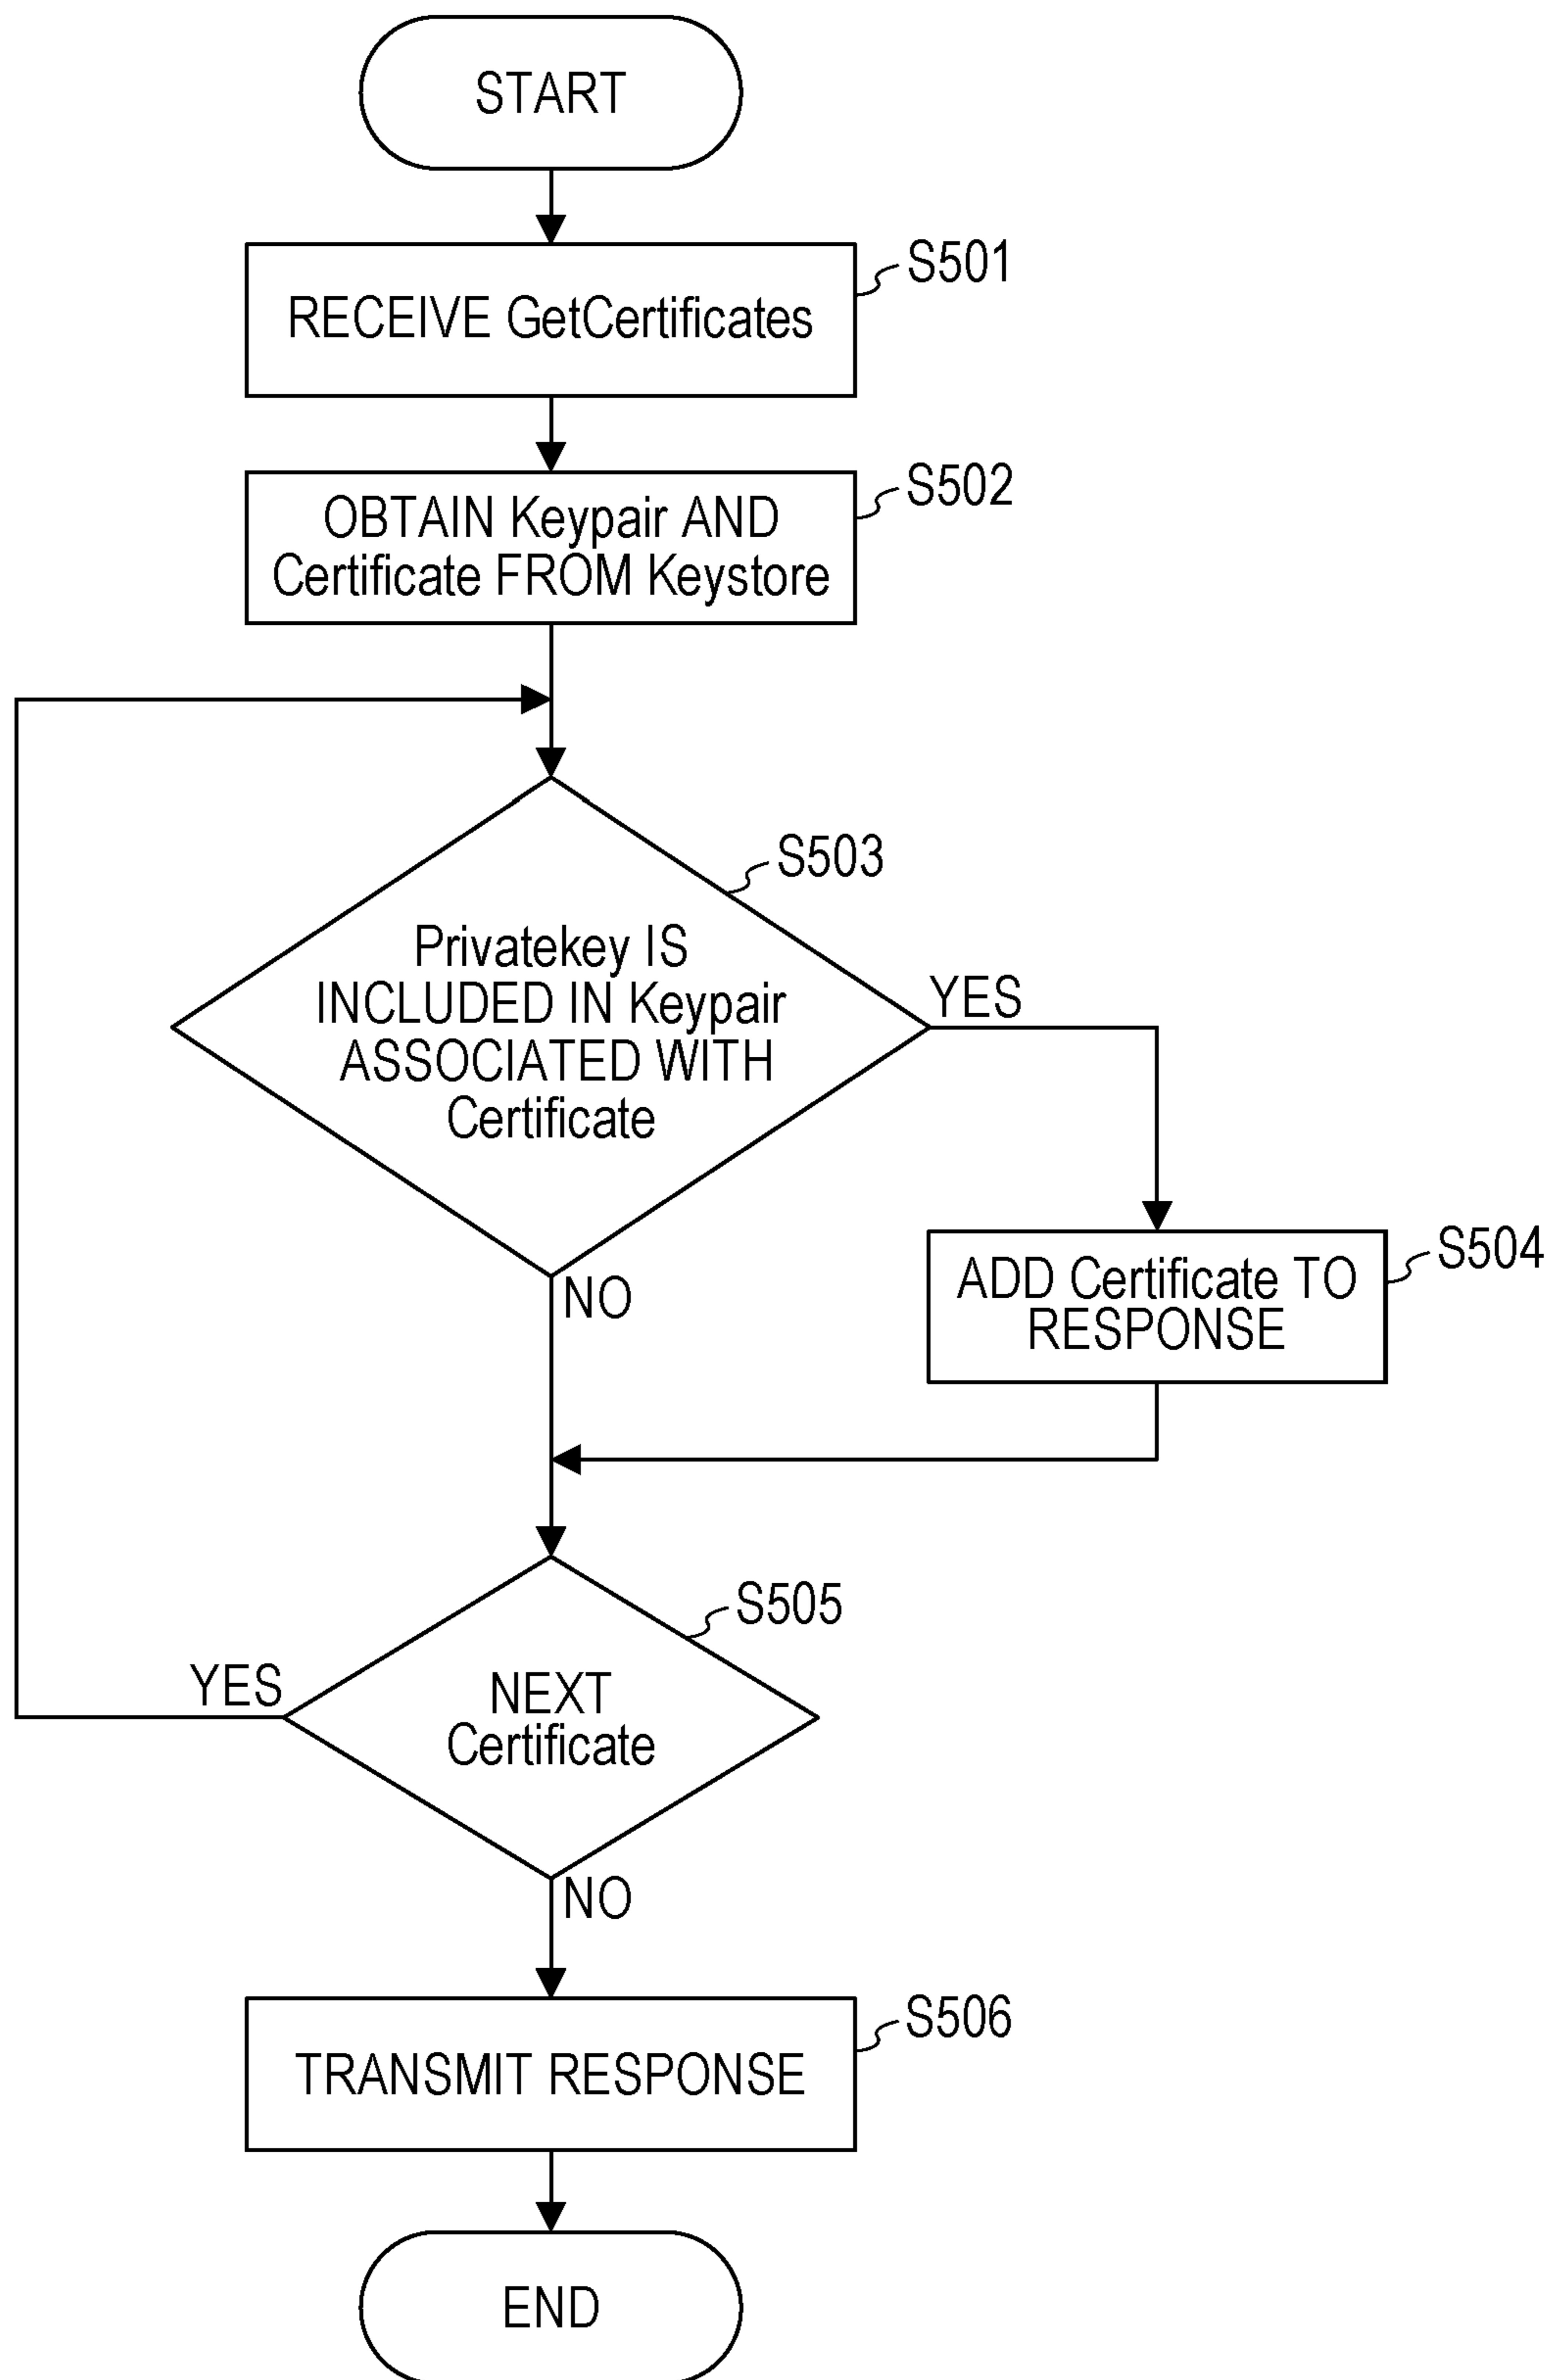 START
S501
RECEIVE GetCertificates
S502
OBTAIN Keypair AND
Certificate FROM Keystore
S503
Privatekey IS
INCLUDED IN Keypair
ASSOCIATED WITH
Certificate
YES
NO
S504
ADD Certificate TO
RESPONSE
S505
NEXT
Certificate
YES
NO
S506
TRANSMIT RESPONSE
END